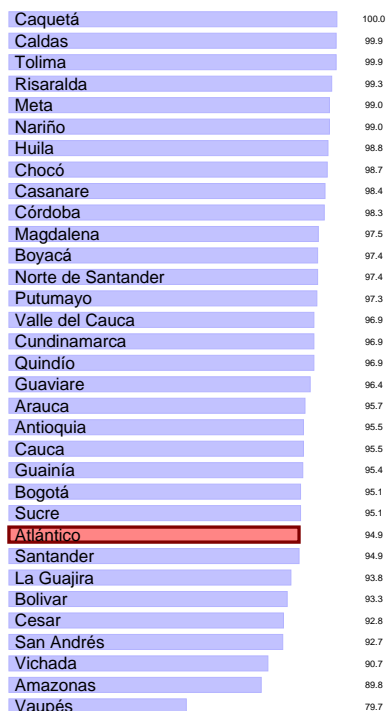 Caquetá 100.0
Caldas 99.9
Tolima 99.9
Risaralda 99.3
Meta 99.0
Nariño 99.0
Huila 98.8
Chocó 98.7
Casanare 98.4
Córdoba 98.3
Magdalena 97.5
Boyacá 97.4
Norte de Santander 97.4
Putumayo 97.3
Valle del Cauca 96.9
Cundinamarca 96.9
Quindío 96.9
Guaviare 96.4
Arauca 95.7
Antioquia 95.5
Cauca 95.5
Guainía 95.4
Bogotá 95.1
Sucre 95.1
Atlántico 94.9
Santander 94.9
La Guajira 93.8
Bolivar 93.3
Cesar 92.8
San Andrés 92.7
Vichada 90.7
Amazonas 89.8
Vaupés 79.7